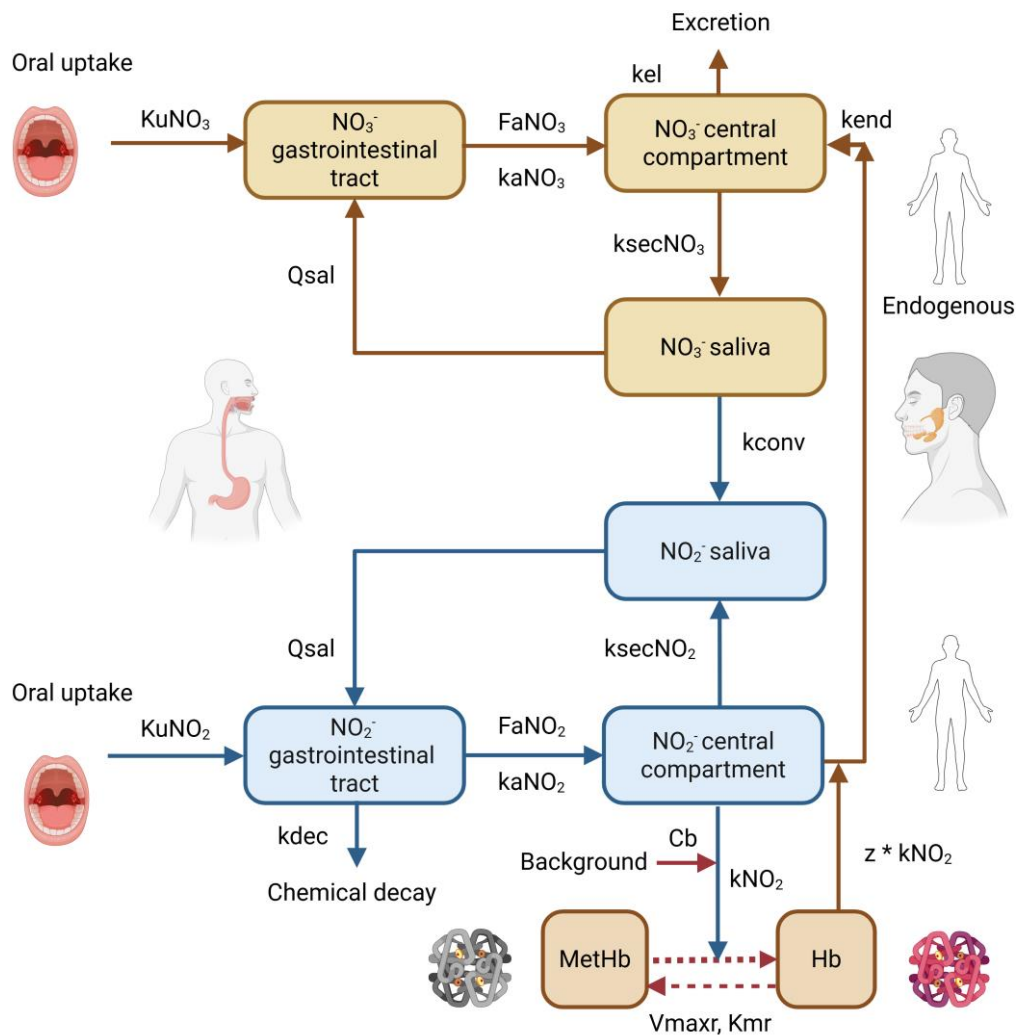 Excretion
Oral uptake
kel
KuNO₃
NO₃⁻
gastrointestinal
tract
FaNO₃
kaNO₃
NO₃⁻ central
compartment
kend
ksecNO₃
Qsal
Endogenous
NO₃⁻ saliva
kconv
NO₂⁻ saliva
Qsal
ksecNO₂
Oral uptake
KuNO₂
NO₂⁻
gastrointestinal
tract
FaNO₂
kaNO₂
NO₂⁻ central
compartment
kdec
Chemical decay
Cb
Background
kNO₂
z * kNO₂
MetHb
Hb
Vmaxr, Kmr